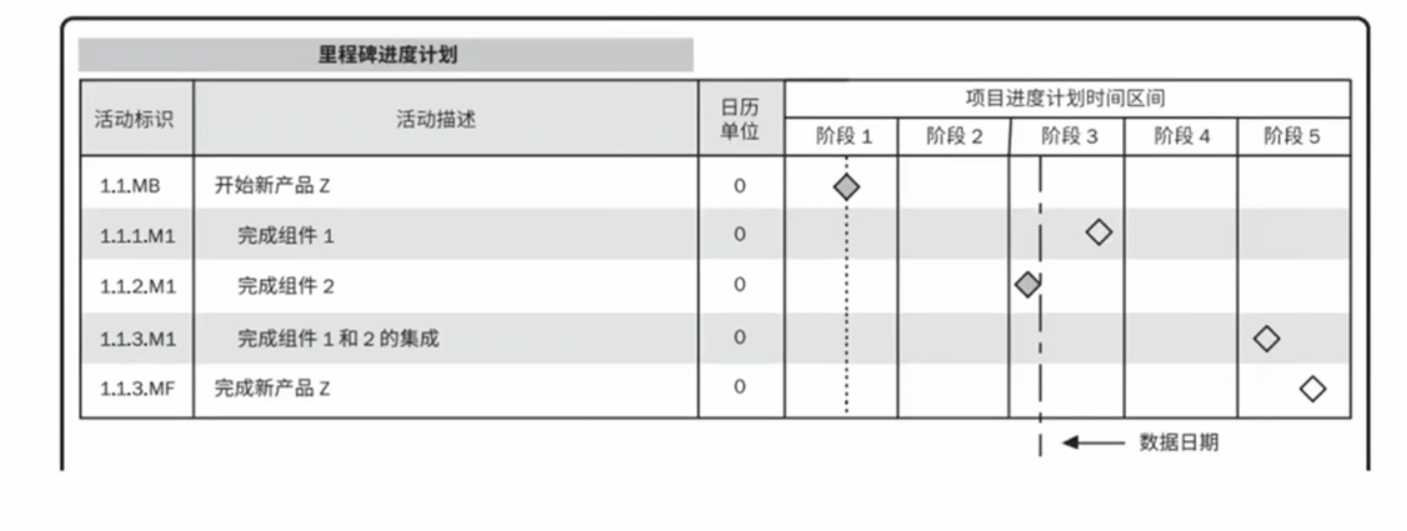 里程碑进度计划
活动标识 活动描述 日历单位 项目进度计划时间区间
阶段 1 阶段 2 阶段 3 阶段 4 阶段 5
1.1.MB 开始新产品 Z 0
1.1.1.M1 完成组件 1 0
1.1.2.M1 完成组件 2 0
1.1.3.M1 完成组件 1 和 2 的集成 0
1.1.3.MF 完成新产品 Z 0
数据日期